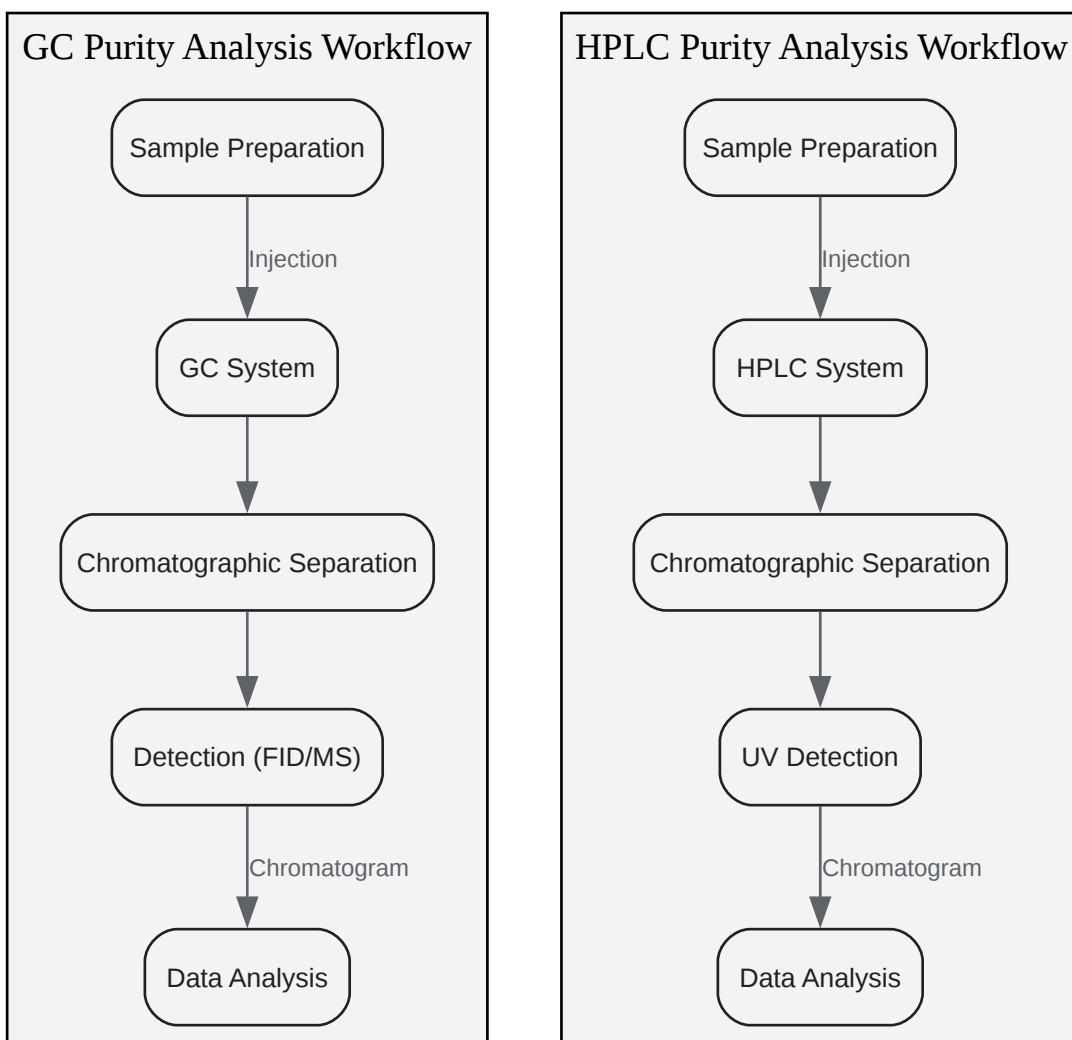 GC Purity Analysis Workflow
Sample Preparation
Injection
GC System
Chromatographic Separation
Detection (FID/MS)
Chromatogram
Data Analysis
HPLC Purity Analysis Workflow
Sample Preparation
Injection
HPLC System
Chromatographic Separation
UV Detection
Chromatogram
Data Analysis